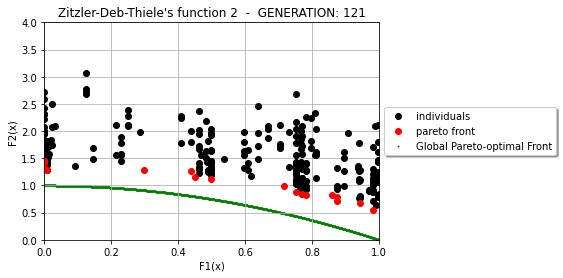 Zitzler-Deb-Thiele's function 2  -  GENERATION: 121
4.0
3.5
3.0
2.5
2.0
1.5
1.0
0.5
0.0
F2(x)
0.0 0.2 0.4 0.6 0.8 1.0
F1(x)
individuals
pareto front
Global Pareto-optimal Front